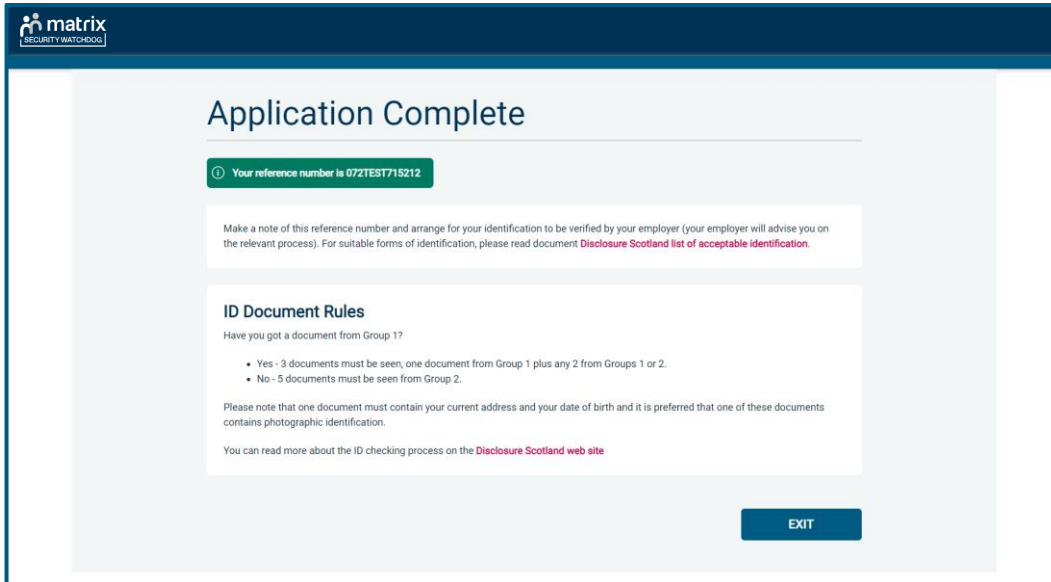 matrix
SECURITY WATCHDOG
Application Complete
Your reference number is 072TEST715212
Make a note of this reference number and arrange for your identification to be verified by your employer (your employer will advise you on
the relevant process). For suitable forms of identification, please read document Disclosure Scotland list of acceptable identification.
ID Document Rules
Have you got a document from Group 1?
• Yes - 3 documents must be seen, one document from Group 1 plus any 2 from Groups 1 or 2.
• No - 5 documents must be seen from Group 2.
Please note that one document must contain your current address and your date of birth and it is preferred that one of these documents
contains photographic identification.
You can read more about the ID checking process on the Disclosure Scotland web site
EXIT